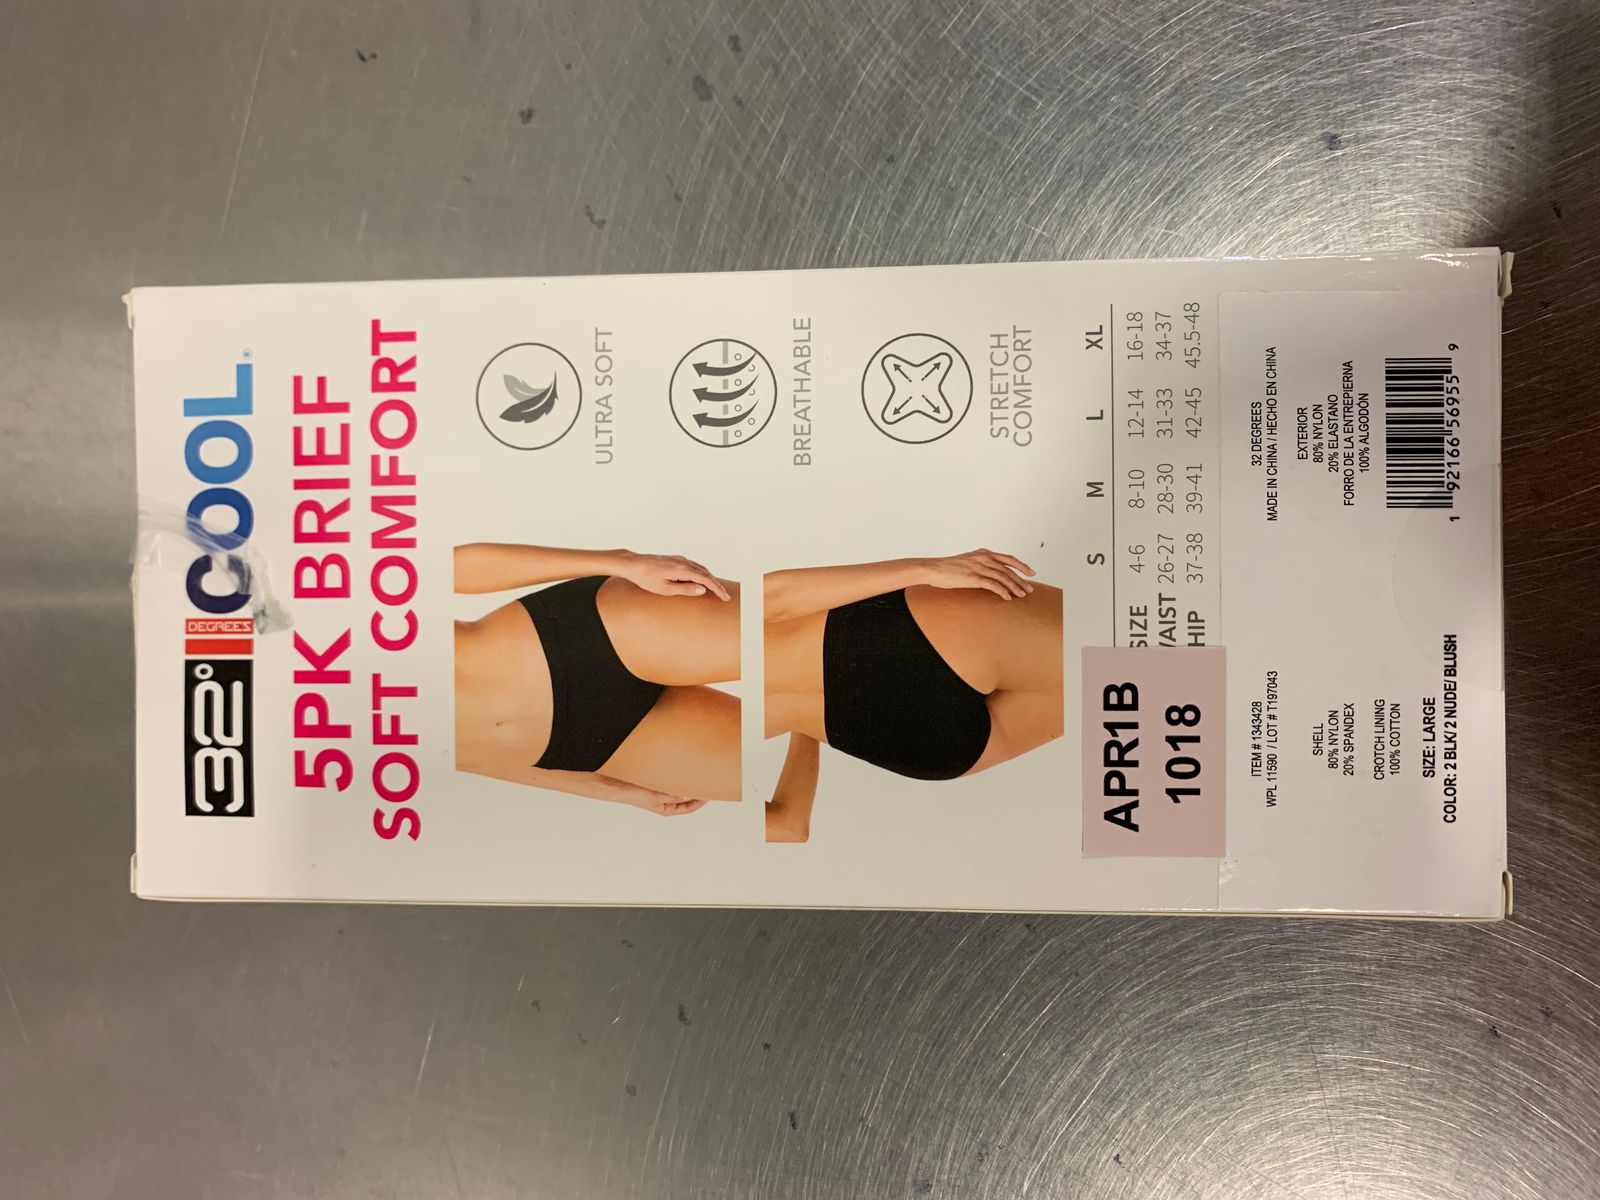 32° DEGREES COOL®
5PK BRIEF
SOFT COMFORT
ULTRA SOFT
BREATHABLE
STRETCH
COMFORT
S M L XL
SIZE 4-6 8-10 12-14 16-18
/AIST 26-27 28-30 31-33 34-37
HIP 37-38 39-41 42-45 45.5-48
APR1B
1018
ITEM # 1343428
WPL 11590 / LOT # T197043
SHELL
80% NYLON
20% SPANDEX
CROTCH LINING
100% COTTON
SIZE: LARGE
COLOR: 2 BLK/ 2 NUDE/ BLUSH
32 DEGREES
MADE IN CHINA / HECHO EN CHINA
EXTERIOR
80% NYLON
20% ELASTANO
FORRO DE LA ENTREPIERNA
100% ALGODÓN
1 92166 56955 9